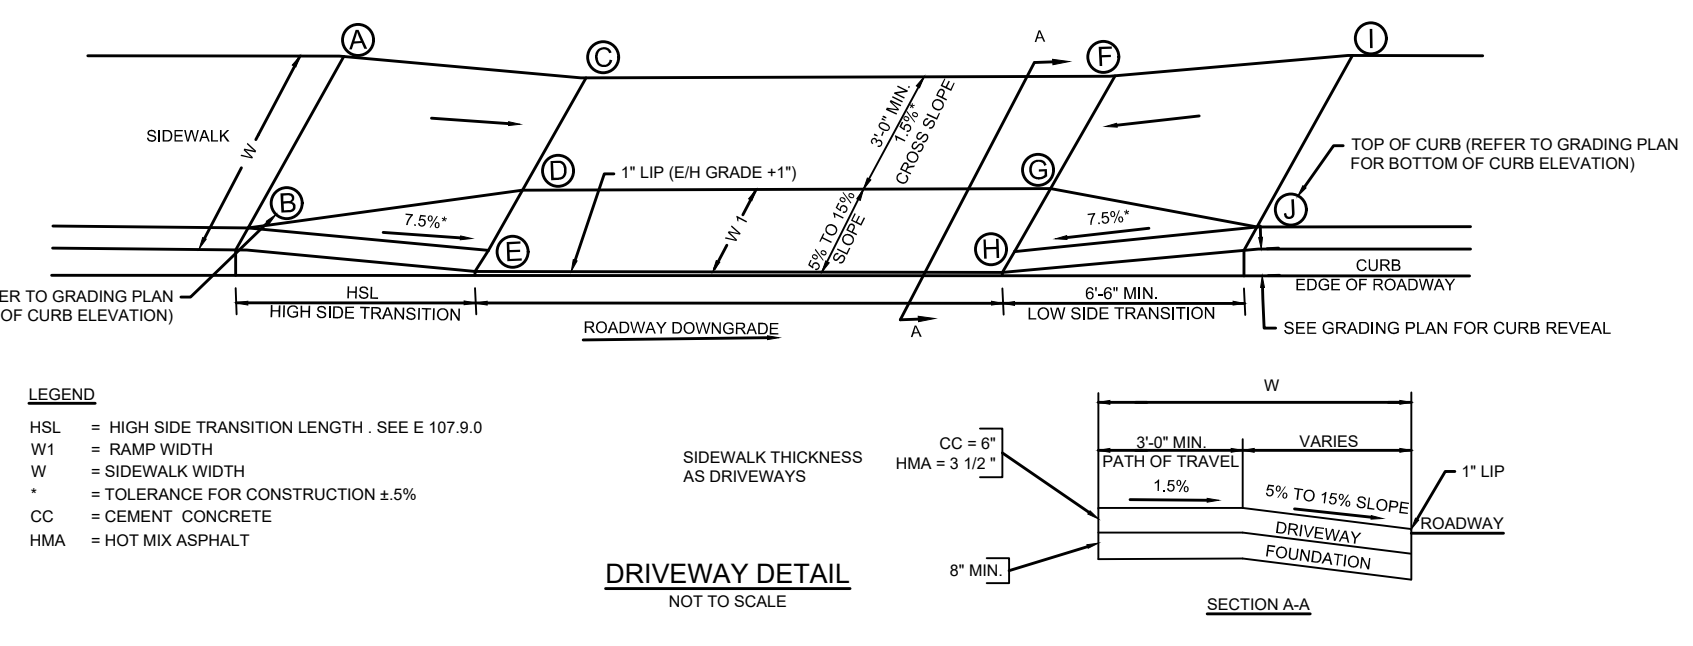 A
C
A
F
I
SIDEWALK
W
3'-0" MIN.
1.5%*
CROSS SLOPE
TOP OF CURB (REFER TO GRADING PLAN
FOR BOTTOM OF CURB ELEVATION)
D
1" LIP (E/H GRADE +1")
G
B
7.5%*
W 1
5% TO 15%
SLOPE
7.5%*
J
E
H
CURB
EDGE OF ROADWAY
ER TO GRADING PLAN
OF CURB ELEVATION)
HSL
HIGH SIDE TRANSITION
ROADWAY DOWNGRADE
A
6'-6" MIN.
LOW SIDE TRANSITION
SEE GRADING PLAN FOR CURB REVEAL
LEGEND
HSL = HIGH SIDE TRANSITION LENGTH . SEE E 107.9.0
W1 = RAMP WIDTH
W = SIDEWALK WIDTH
* = TOLERANCE FOR CONSTRUCTION ±.5%
CC = CEMENT CONCRETE
HMA = HOT MIX ASPHALT
SIDEWALK THICKNESS
AS DRIVEWAYS
CC = 6"
HMA = 3 1/2 "
8" MIN.
W
3'-0" MIN.
PATH OF TRAVEL
VARIES
1.5%
5% TO 15% SLOPE
1" LIP
ROADWAY
DRIVEWAY
FOUNDATION
SECTION A-A
DRIVEWAY DETAIL
NOT TO SCALE